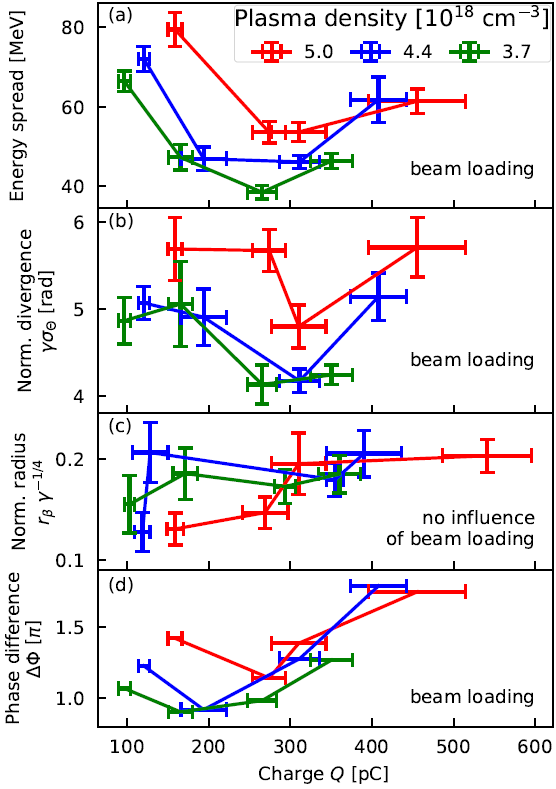 (a)
Plasma density [10^18 cm^−3]
5.0 4.4 3.7
80
60
40
Energy spread [MeV]
beam loading
(b)
6
5
4
Norm. divergence
γσ_Θ [rad]
beam loading
(c)
0.2
0.1
Norm. radius
r_β γ^−1/4
no influence
of beam loading
(d)
1.5
1.0
Phase difference
ΔΦ [π]
beam loading
100 200 300 400 500 600
Charge Q [pC]